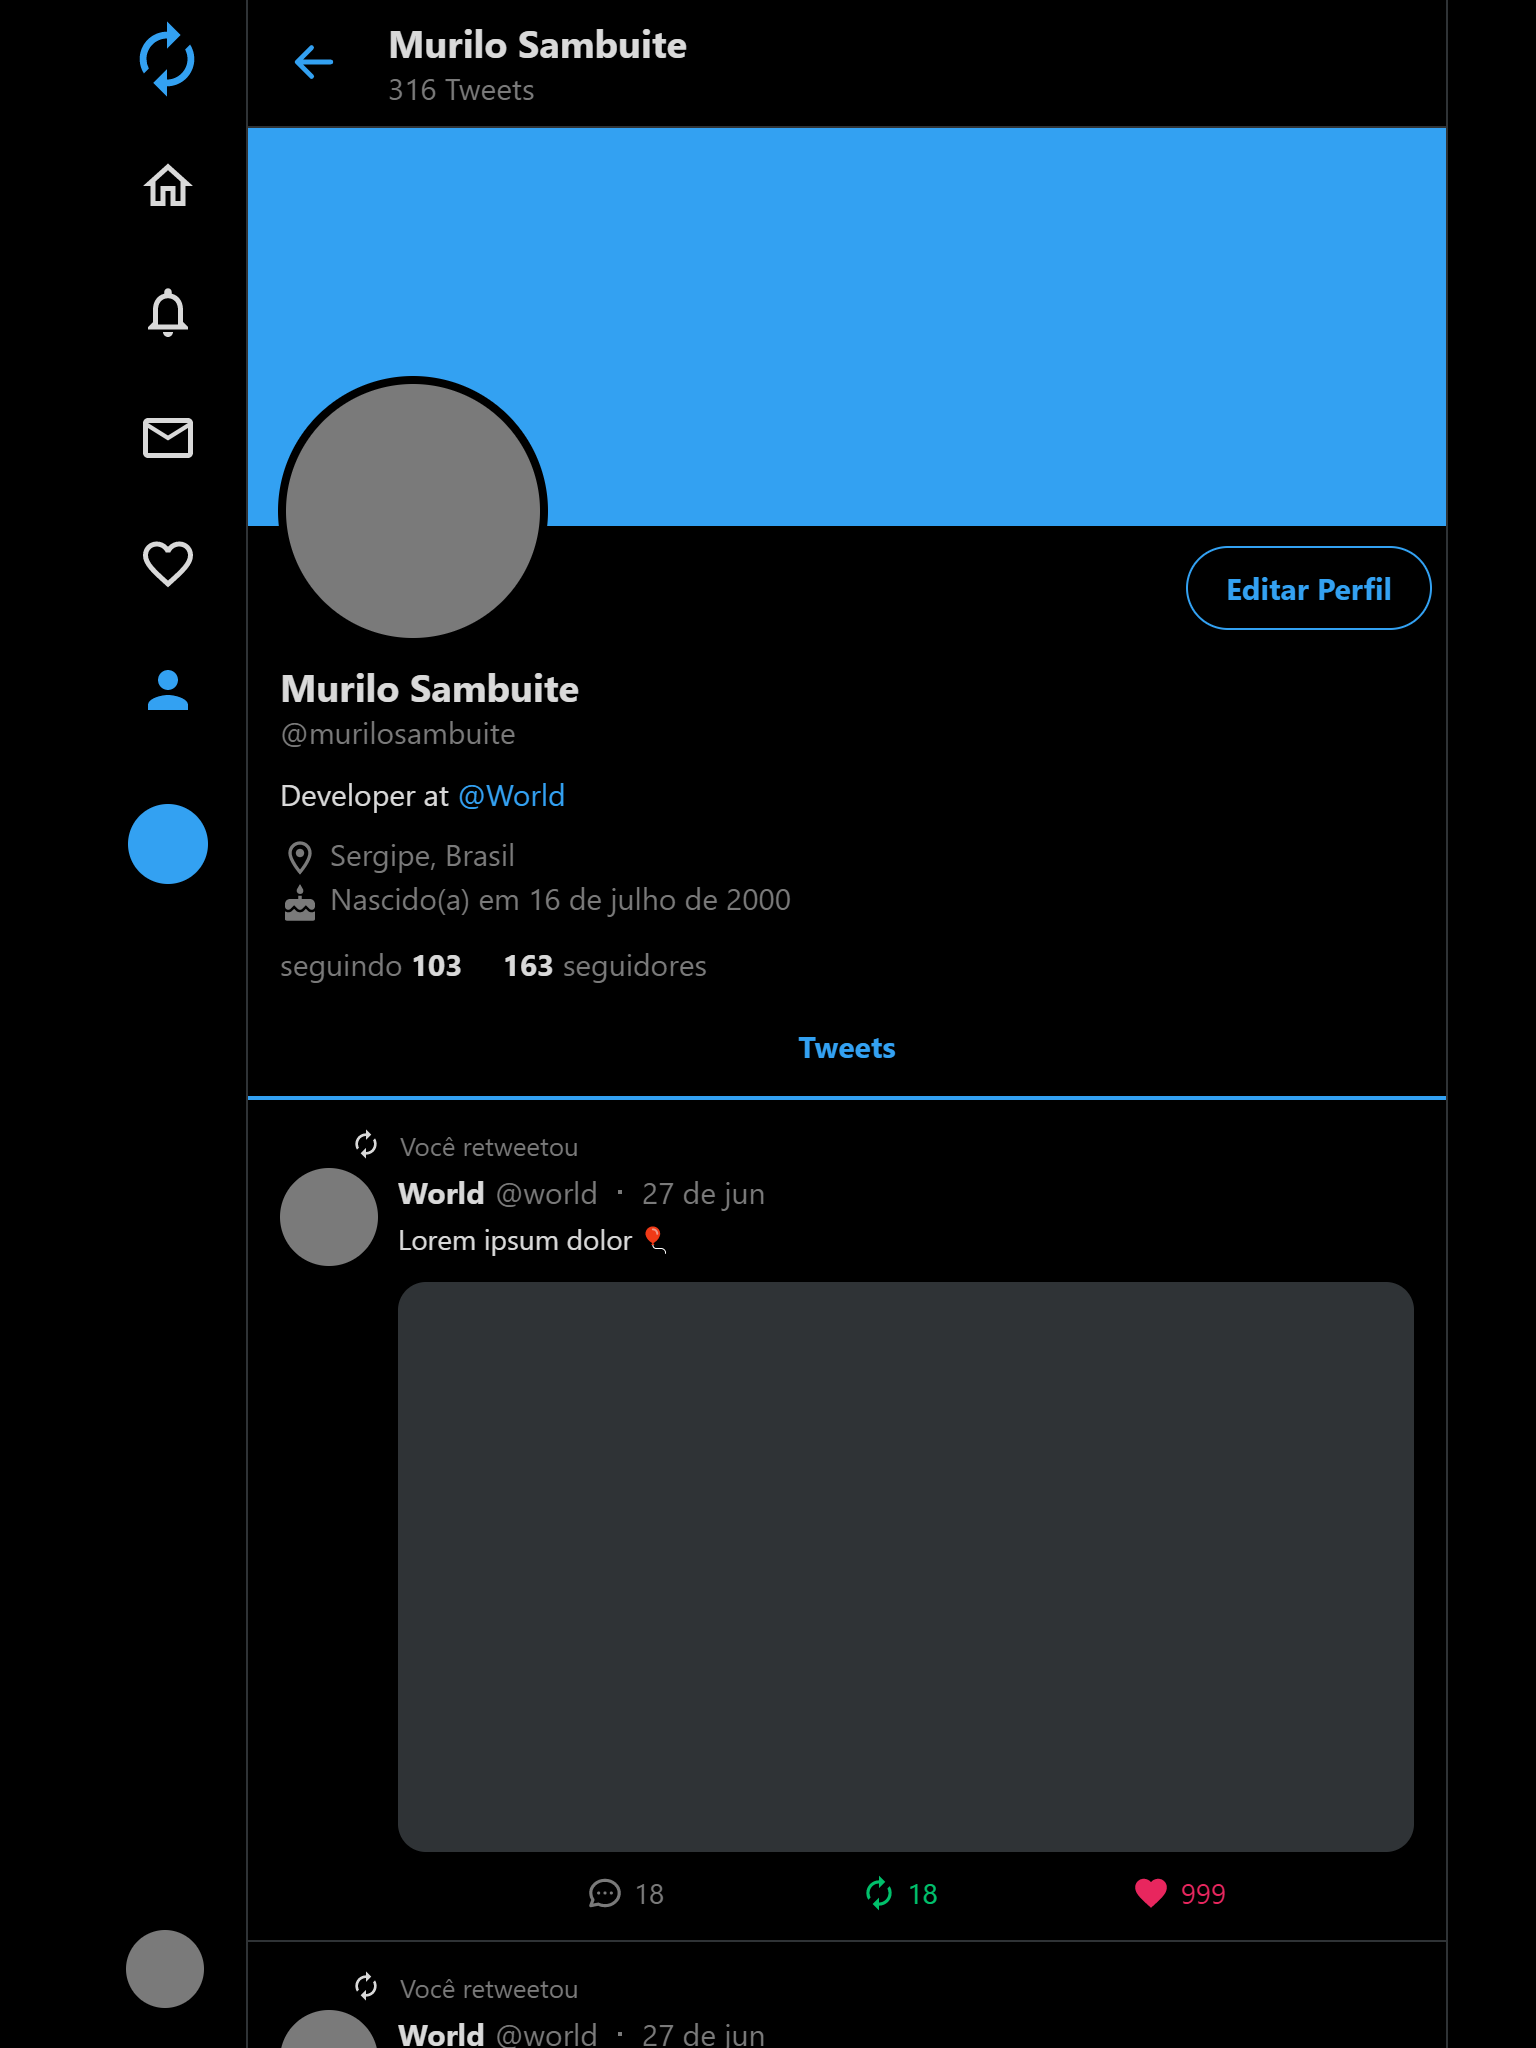 Murilo Sambuite
316 Tweets
Editar Perfil
Murilo Sambuite
@murilosambuite
Developer at @World
Sergipe, Brasil
Nascido(a) em 16 de julho de 2000
seguindo 103 163 seguidores
Tweets
Você retweetou
World @world · 27 de jun
Lorem ipsum dolor 🎈
18 18 999
Você retweetou
World @world · 27 de jun